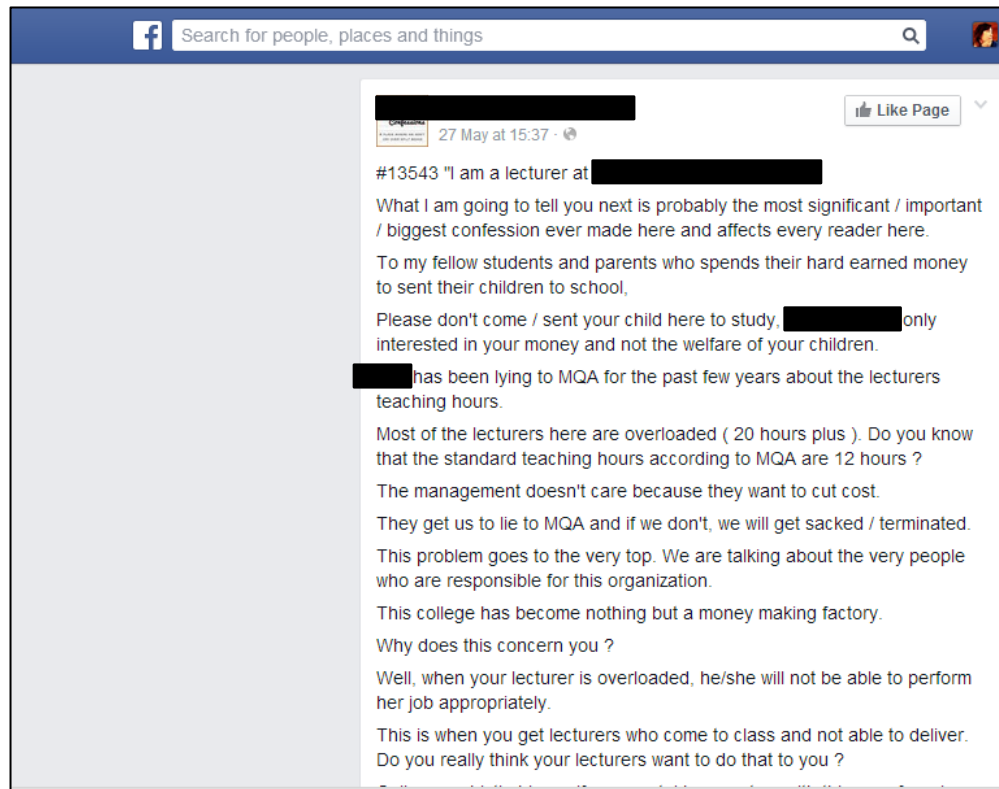 Search for people, places and things
Like Page
Confessions
27 May at 15:37
#13543 "I am a lecturer at
What I am going to tell you next is probably the most significant / important
/ biggest confession ever made here and affects every reader here.
To my fellow students and parents who spends their hard earned money
to sent their children to school,
Please don't come / sent your child here to study, only
interested in your money and not the welfare of your children.
has been lying to MQA for the past few years about the lecturers
teaching hours.
Most of the lecturers here are overloaded ( 20 hours plus ). Do you know
that the standard teaching hours according to MQA are 12 hours ?
The management doesn't care because they want to cut cost.
They get us to lie to MQA and if we don't, we will get sacked / terminated.
This problem goes to the very top. We are talking about the very people
who are responsible for this organization.
This college has become nothing but a money making factory.
Why does this concern you ?
Well, when your lecturer is overloaded, he/she will not be able to perform
her job appropriately.
This is when you get lecturers who come to class and not able to deliver.
Do you really think your lecturers want to do that to you ?